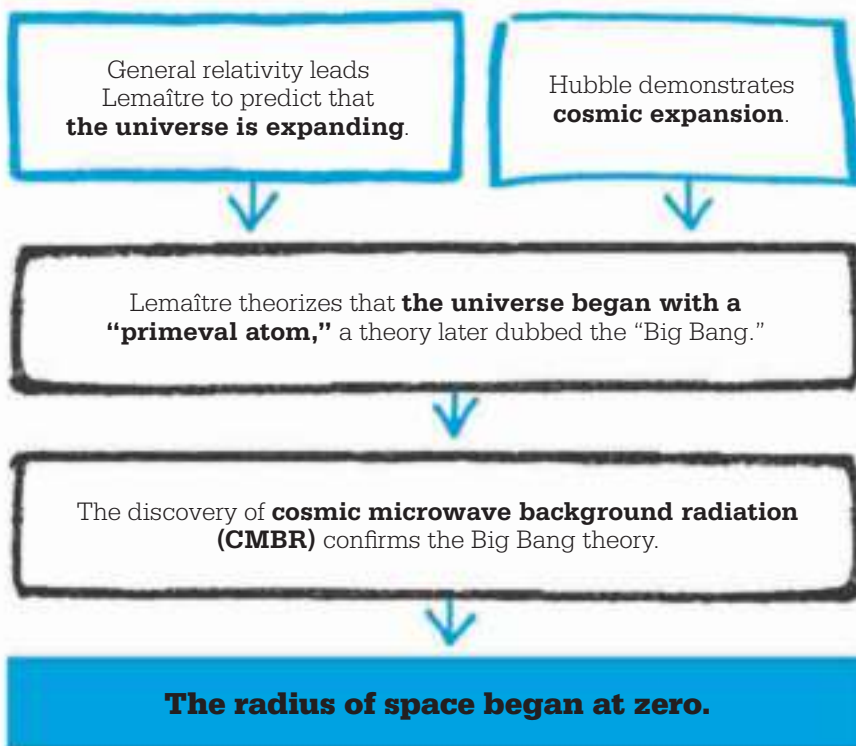 General relativity leads
Lemaître to predict that
the universe is expanding.
Hubble demonstrates
cosmic expansion.
Lemaître theorizes that the universe began with a
“primeval atom,” a theory later dubbed the “Big Bang.”
The discovery of cosmic microwave background radiation
(CMBR) confirms the Big Bang theory.
The radius of space began at zero.